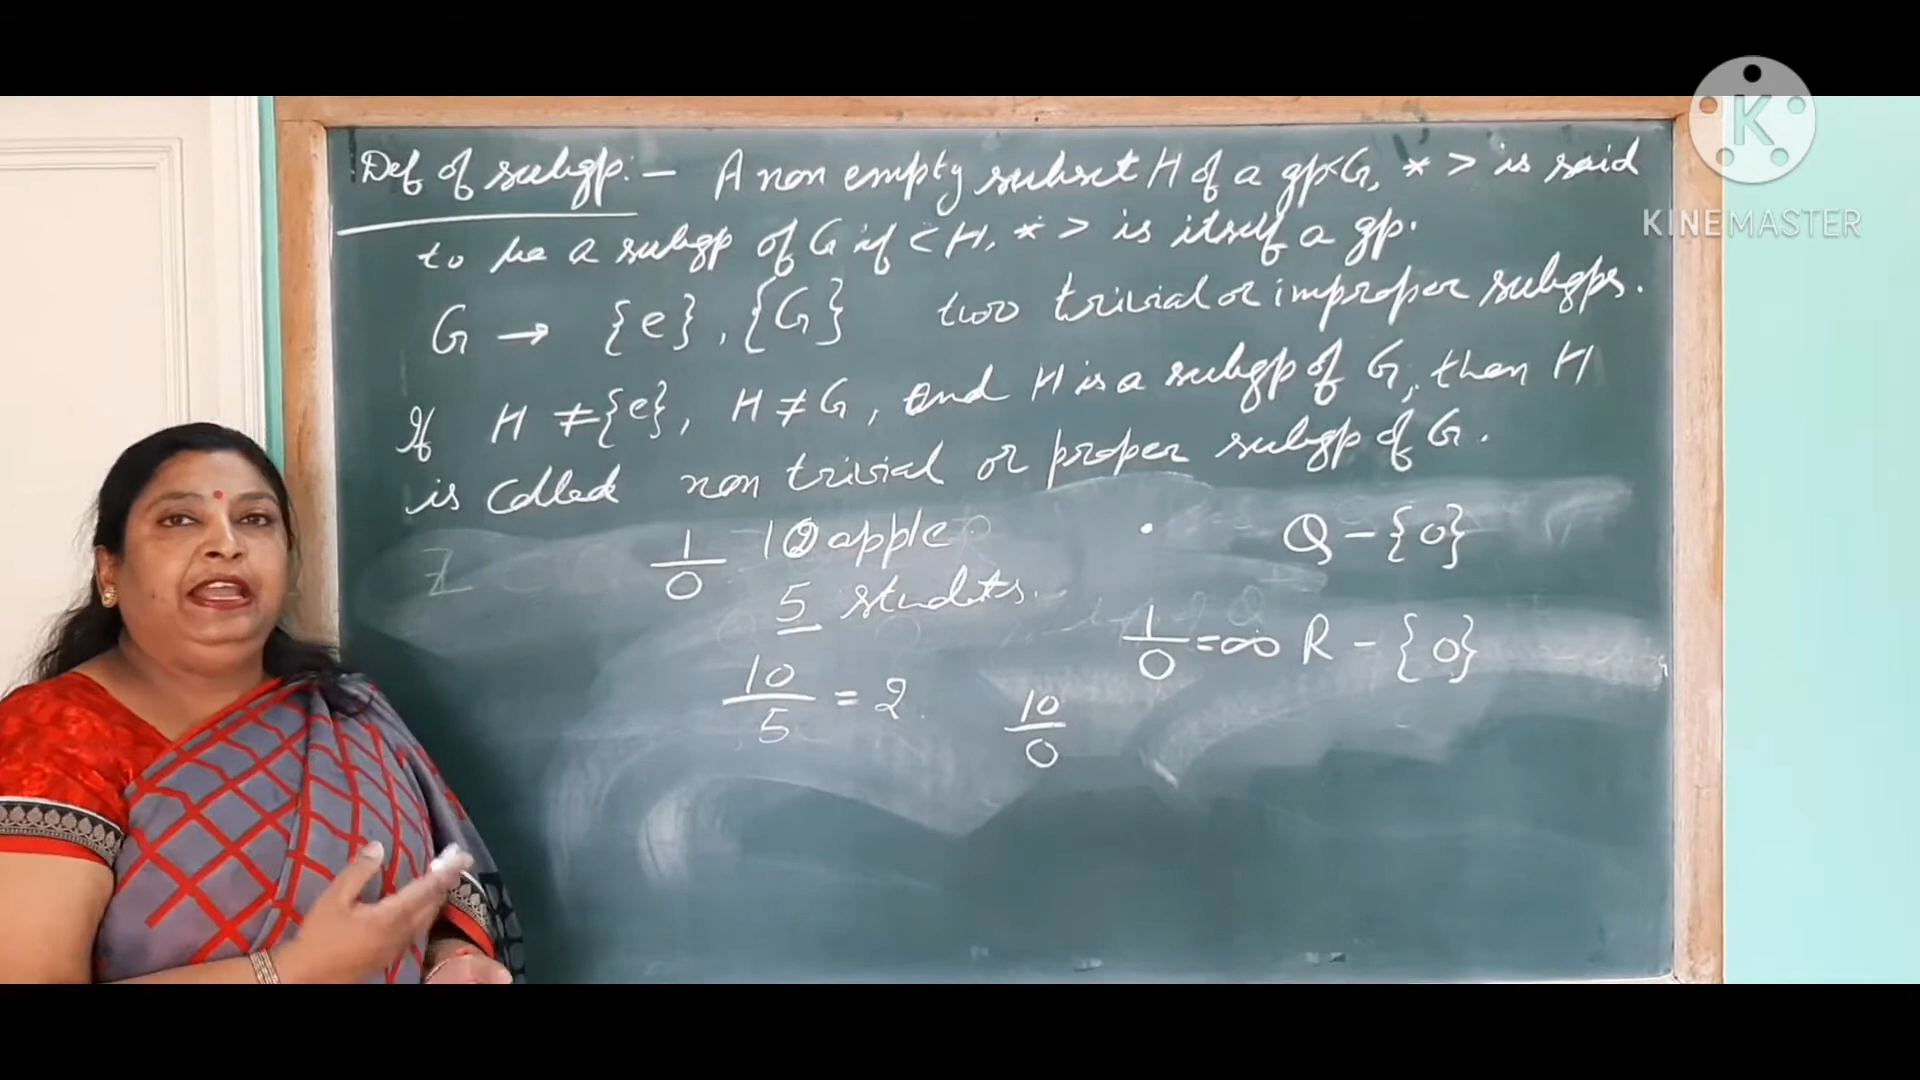 Def of subgp:- A non empty subset H of a gp <G, *> is said
to be a subgp of G if <H, *> is itself a gp.
G → {e}, {G} two trivial or improper subgps.
If H ≠ {e}, H ≠ G, and H is a subgp of G, then H
is called non trivial or proper subgp of G.
Z 1/0 10 apple. Q - {0}
5 students.
1/0 = ∞ R - {0}
10/5 = 2. 10/0
K
KINEMASTER